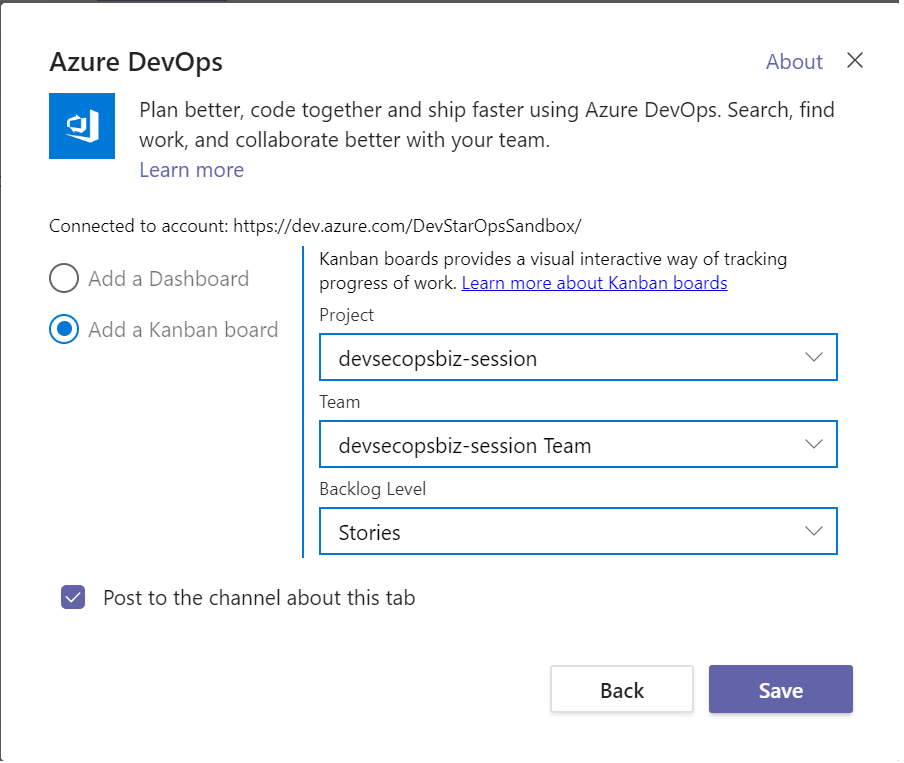 Azure DevOps
About
Plan better, code together and ship faster using Azure DevOps. Search, find
work, and collaborate better with your team.
Learn more
Connected to account: https://dev.azure.com/DevStarOpsSandbox/
Add a Dashboard
Add a Kanban board
Kanban boards provides a visual interactive way of tracking
progress of work. Learn more about Kanban boards
Project
devsecopsbiz-session
Team
devsecopsbiz-session Team
Backlog Level
Stories
Post to the channel about this tab
Back
Save